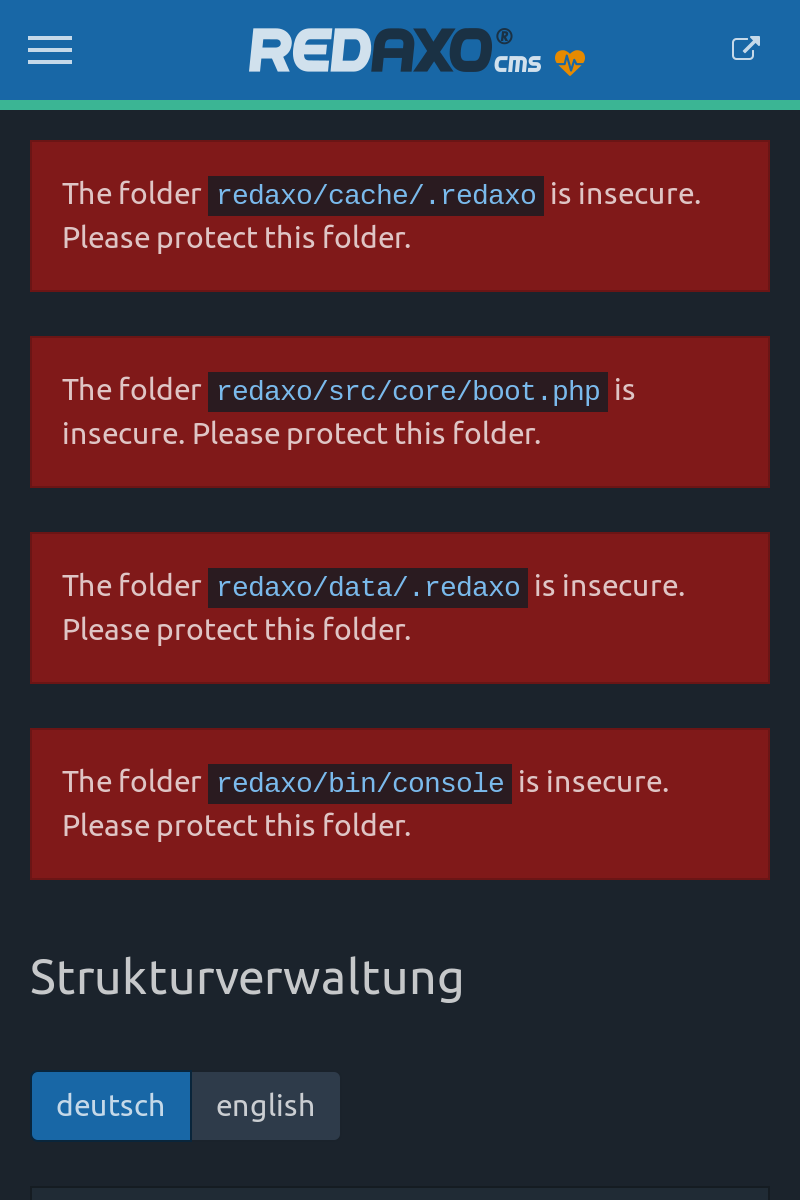 REDAXO® cms
The folder redaxo/cache/.redaxo is insecure.
Please protect this folder.
The folder redaxo/src/core/boot.php is
insecure. Please protect this folder.
The folder redaxo/data/.redaxo is insecure.
Please protect this folder.
The folder redaxo/bin/console is insecure.
Please protect this folder.
Strukturverwaltung
deutsch english